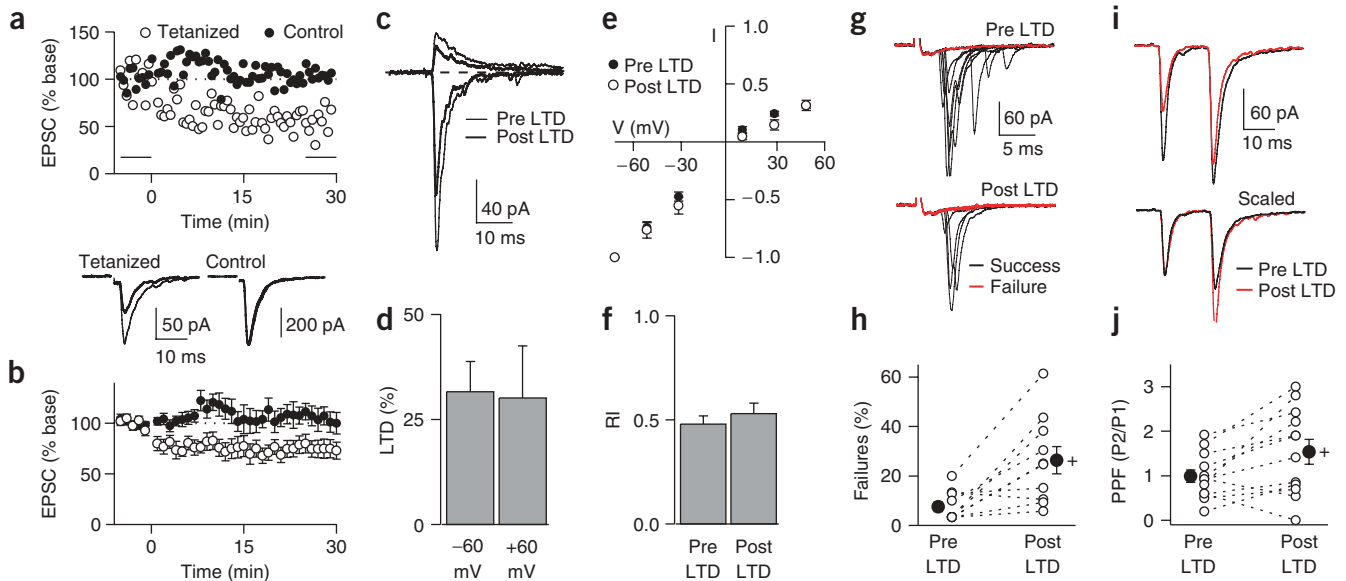 a
EPSC (% base)
150
100
50
0
Tetanized
Control
0
15
30
Time (min)
Tetanized
Control
50 pA
10 ms
200 pA
b
EPSC (% base)
100
50
0
0
15
30
Time (min)
c
Pre LTD
Post LTD
40 pA
10 ms
d
LTD (%)
50
25
0
−60
mV
+60
mV
e
I
1.0
0.5
−0.5
−1.0
Pre LTD
Post LTD
V (mV)
−60
−30
30
60
f
RI
1.0
0.5
0.0
Pre
LTD
Post
LTD
g
Pre LTD
60 pA
5 ms
Post LTD
Success
Failure
h
Failures (%)
60
40
20
0
+
Pre
LTD
Post
LTD
i
60 pA
10 ms
Scaled
Pre LTD
Post LTD
j
PPF (P2/P1)
3
2
1
0
+
Pre
LTD
Post
LTD